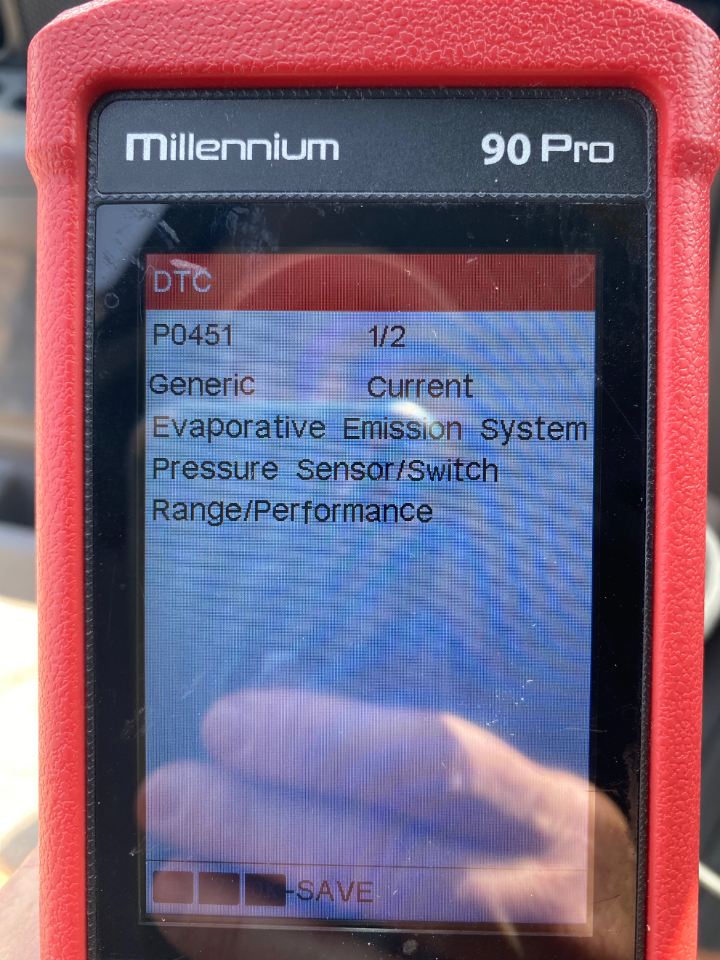 Millennium 90 Pro
DTC
P0451 1/2
Generic Current
Evaporative Emission System
Pressure Sensor/Switch
Range/Performance
-SAVE